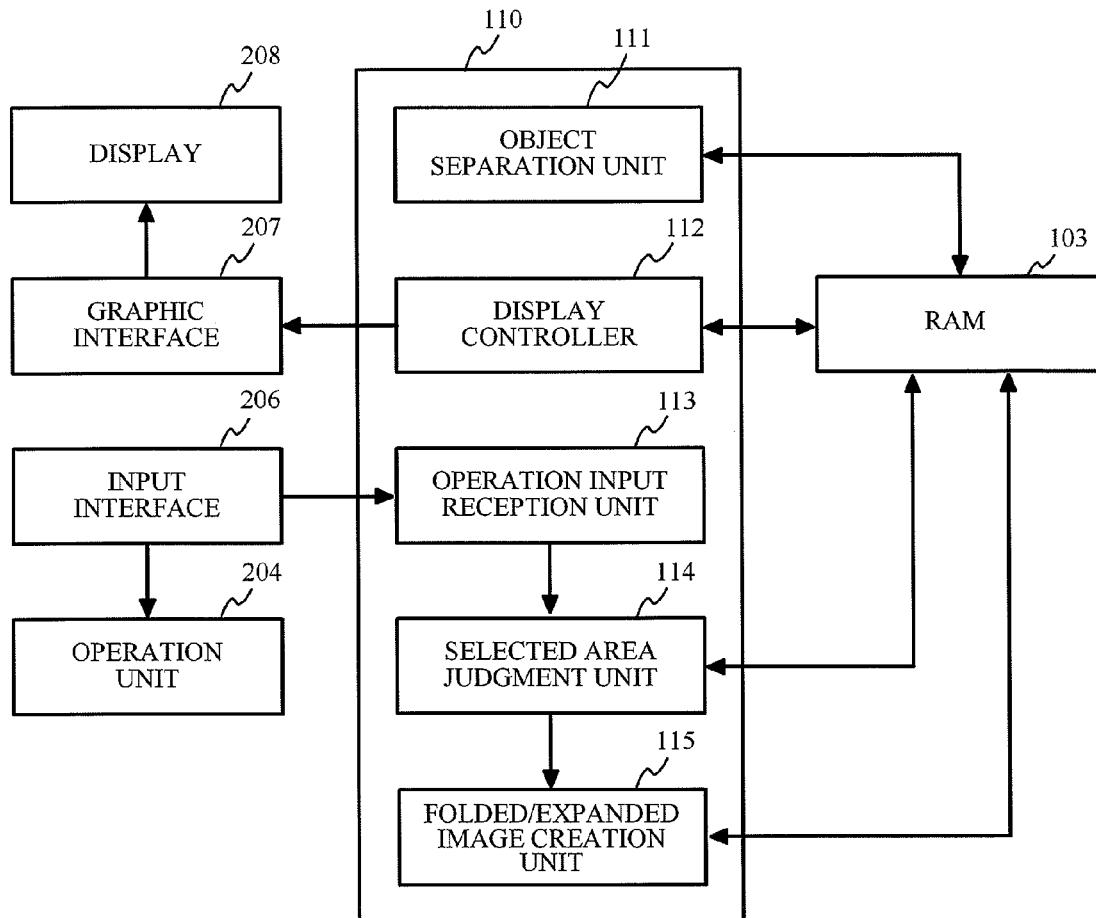 110
208
111
DISPLAY
OBJECT
SEPARATION UNIT
207
112
103
GRAPHIC
INTERFACE
DISPLAY
CONTROLLER
RAM
206
113
INPUT
INTERFACE
OPERATION INPUT
RECEPTION UNIT
204
114
OPERATION
UNIT
SELECTED AREA
JUDGMENT UNIT
115
FOLDED/EXPANDED
IMAGE CREATION
UNIT